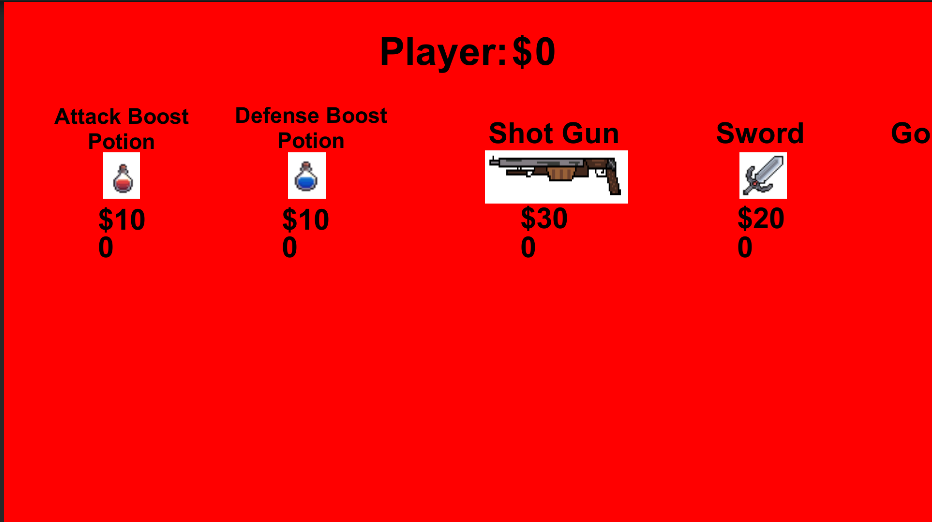 Player:$0
Attack Boost
Potion
Defense Boost
Potion
Shot Gun
Sword
Go
$10
0
$10
0
$30
0
$20
0